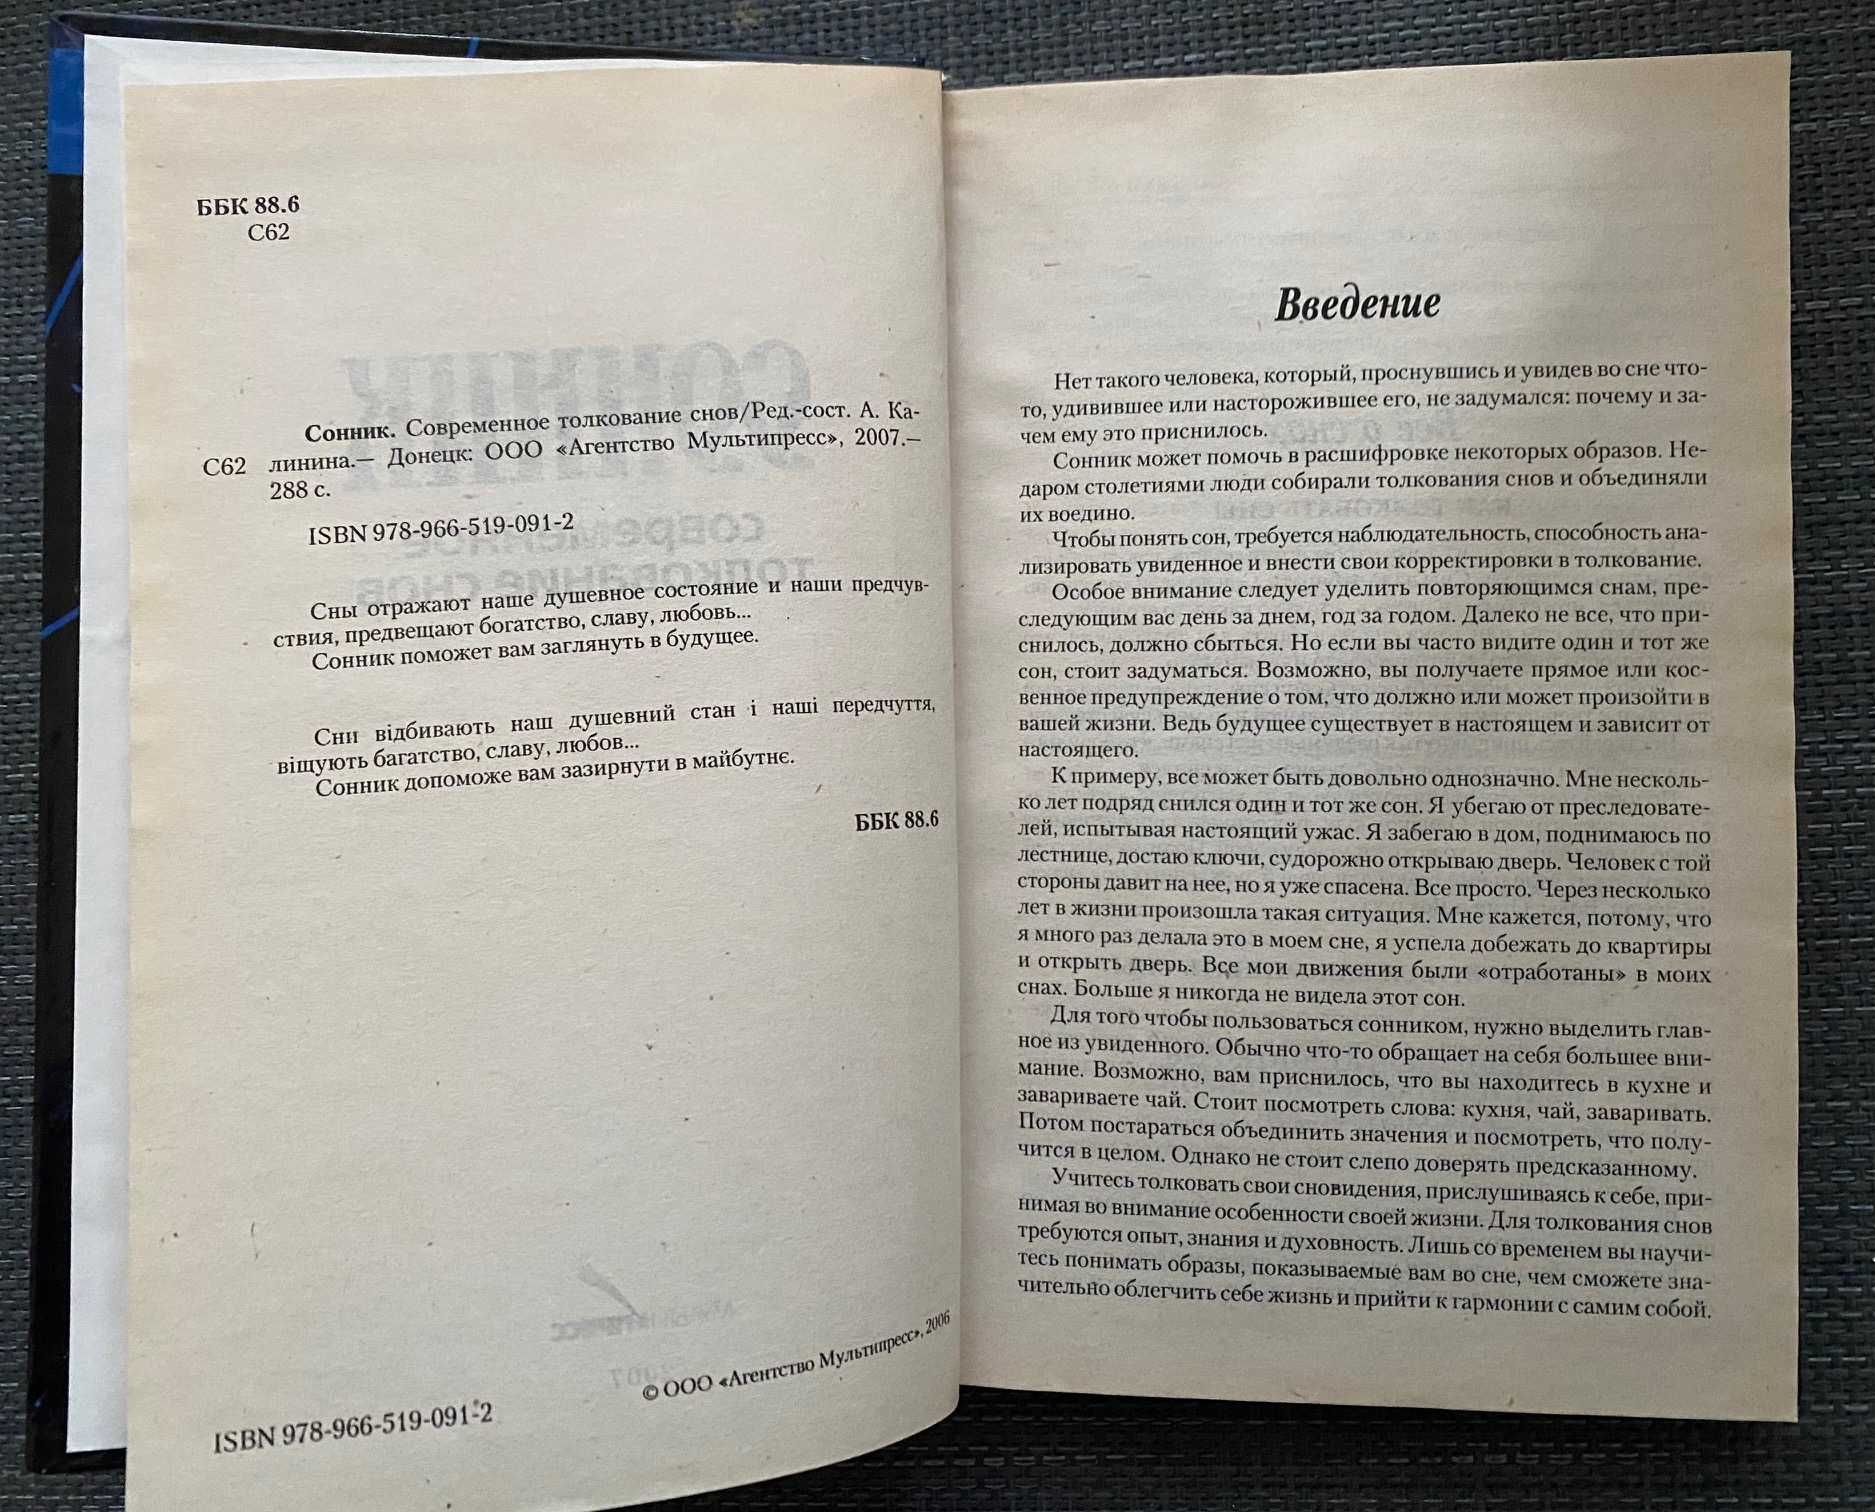 ББК 88.6
С62
Сонник. Современное толкование снов/Ред.-сост. А. Ка-
С62 линина.— Донецк: ООО «Агентство Мультипресс», 2007.—
288 с.
ISBN 978-966-519-091-2
Сны отражают наше душевное состояние и наши предчув-
ствия, предвещают богатство, славу, любовь...
Сонник поможет вам заглянуть в будущее.
Сни відбивають наш душевний стан і наші передчуття,
віщують багатство, славу, любов...
Сонник допоможе вам зазирнути в майбутнє.
ББК 88.6
© ООО «Агентство Мультипресс», 2006
ISBN 978-966-519-091-2
Введение
Нет такого человека, который, проснувшись и увидев во сне что-
то, удивившее или насторожившее его, не задумался: почему и за-
чем ему это приснилось.
Сонник может помочь в расшифровке некоторых образов. Не-
даром столетиями люди собирали толкования снов и объединяли
их воедино.
Чтобы понять сон, требуется наблюдательность, способность ана-
лизировать увиденное и внести свои корректировки в толкование.
Особое внимание следует уделить повторяющимся снам, пре-
следующим вас день за днем, год за годом. Далеко не все, что при-
снилось, должно сбыться. Но если вы часто видите один и тот же
сон, стоит задуматься. Возможно, вы получаете прямое или кос-
венное предупреждение о том, что должно или может произойти в
вашей жизни. Ведь будущее существует в настоящем и зависит от
настоящего.
К примеру, все может быть довольно однозначно. Мне несколь-
ко лет подряд снился один и тот же сон. Я убегаю от преследовате-
лей, испытывая настоящий ужас. Я забегаю в дом, поднимаюсь по
лестнице, достаю ключи, судорожно открываю дверь. Человек с той
стороны давит на нее, но я уже спасена. Все просто. Через несколько
лет в жизни произошла такая ситуация. Мне кажется, потому, что
я много раз делала это в моем сне, я успела добежать до квартиры
и открыть дверь. Все мои движения были «отработаны» в моих
снах. Больше я никогда не видела этот сон.
Для того чтобы пользоваться сонником, нужно выделить глав-
ное из увиденного. Обычно что-то обращает на себя большее вни-
мание. Возможно, вам приснилось, что вы находитесь в кухне и
завариваете чай. Стоит посмотреть слова: кухня, чай, заваривать.
Потом постараться объединить значения и посмотреть, что полу-
чится в целом. Однако не стоит слепо доверять предсказанному.
Учитесь толковать свои сновидения, прислушиваясь к себе, при-
нимая во внимание особенности своей жизни. Для толкования снов
требуются опыт, знания и духовность. Лишь со временем вы научи-
тесь понимать образы, показываемые вам во сне, чем сможете зна-
чительно облегчить себе жизнь и прийти к гармонии с самим собой.